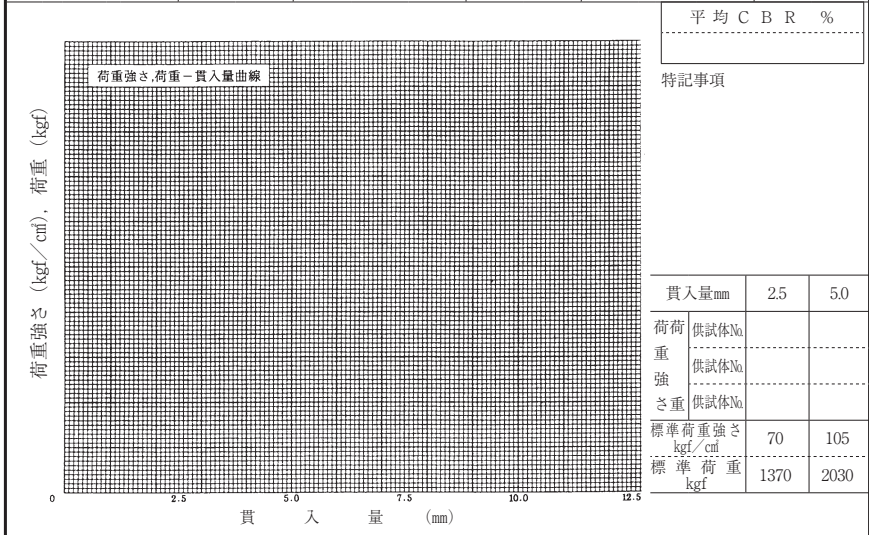 平均CBR %
特記事項
荷重強さ,荷重－貫入量曲線
荷重強さ (kgf／c㎡), 荷重 (kgf)
0 2.5 5.0 7.5 10.0 12.5
貫 入 量 (mm)
貫入量mm 2.5 5.0
荷荷
重
強
さ重
供試体№
供試体№
供試体№
標準荷重強さ 70 105
kgf／c㎡
標準荷重 1370 2030
kgf